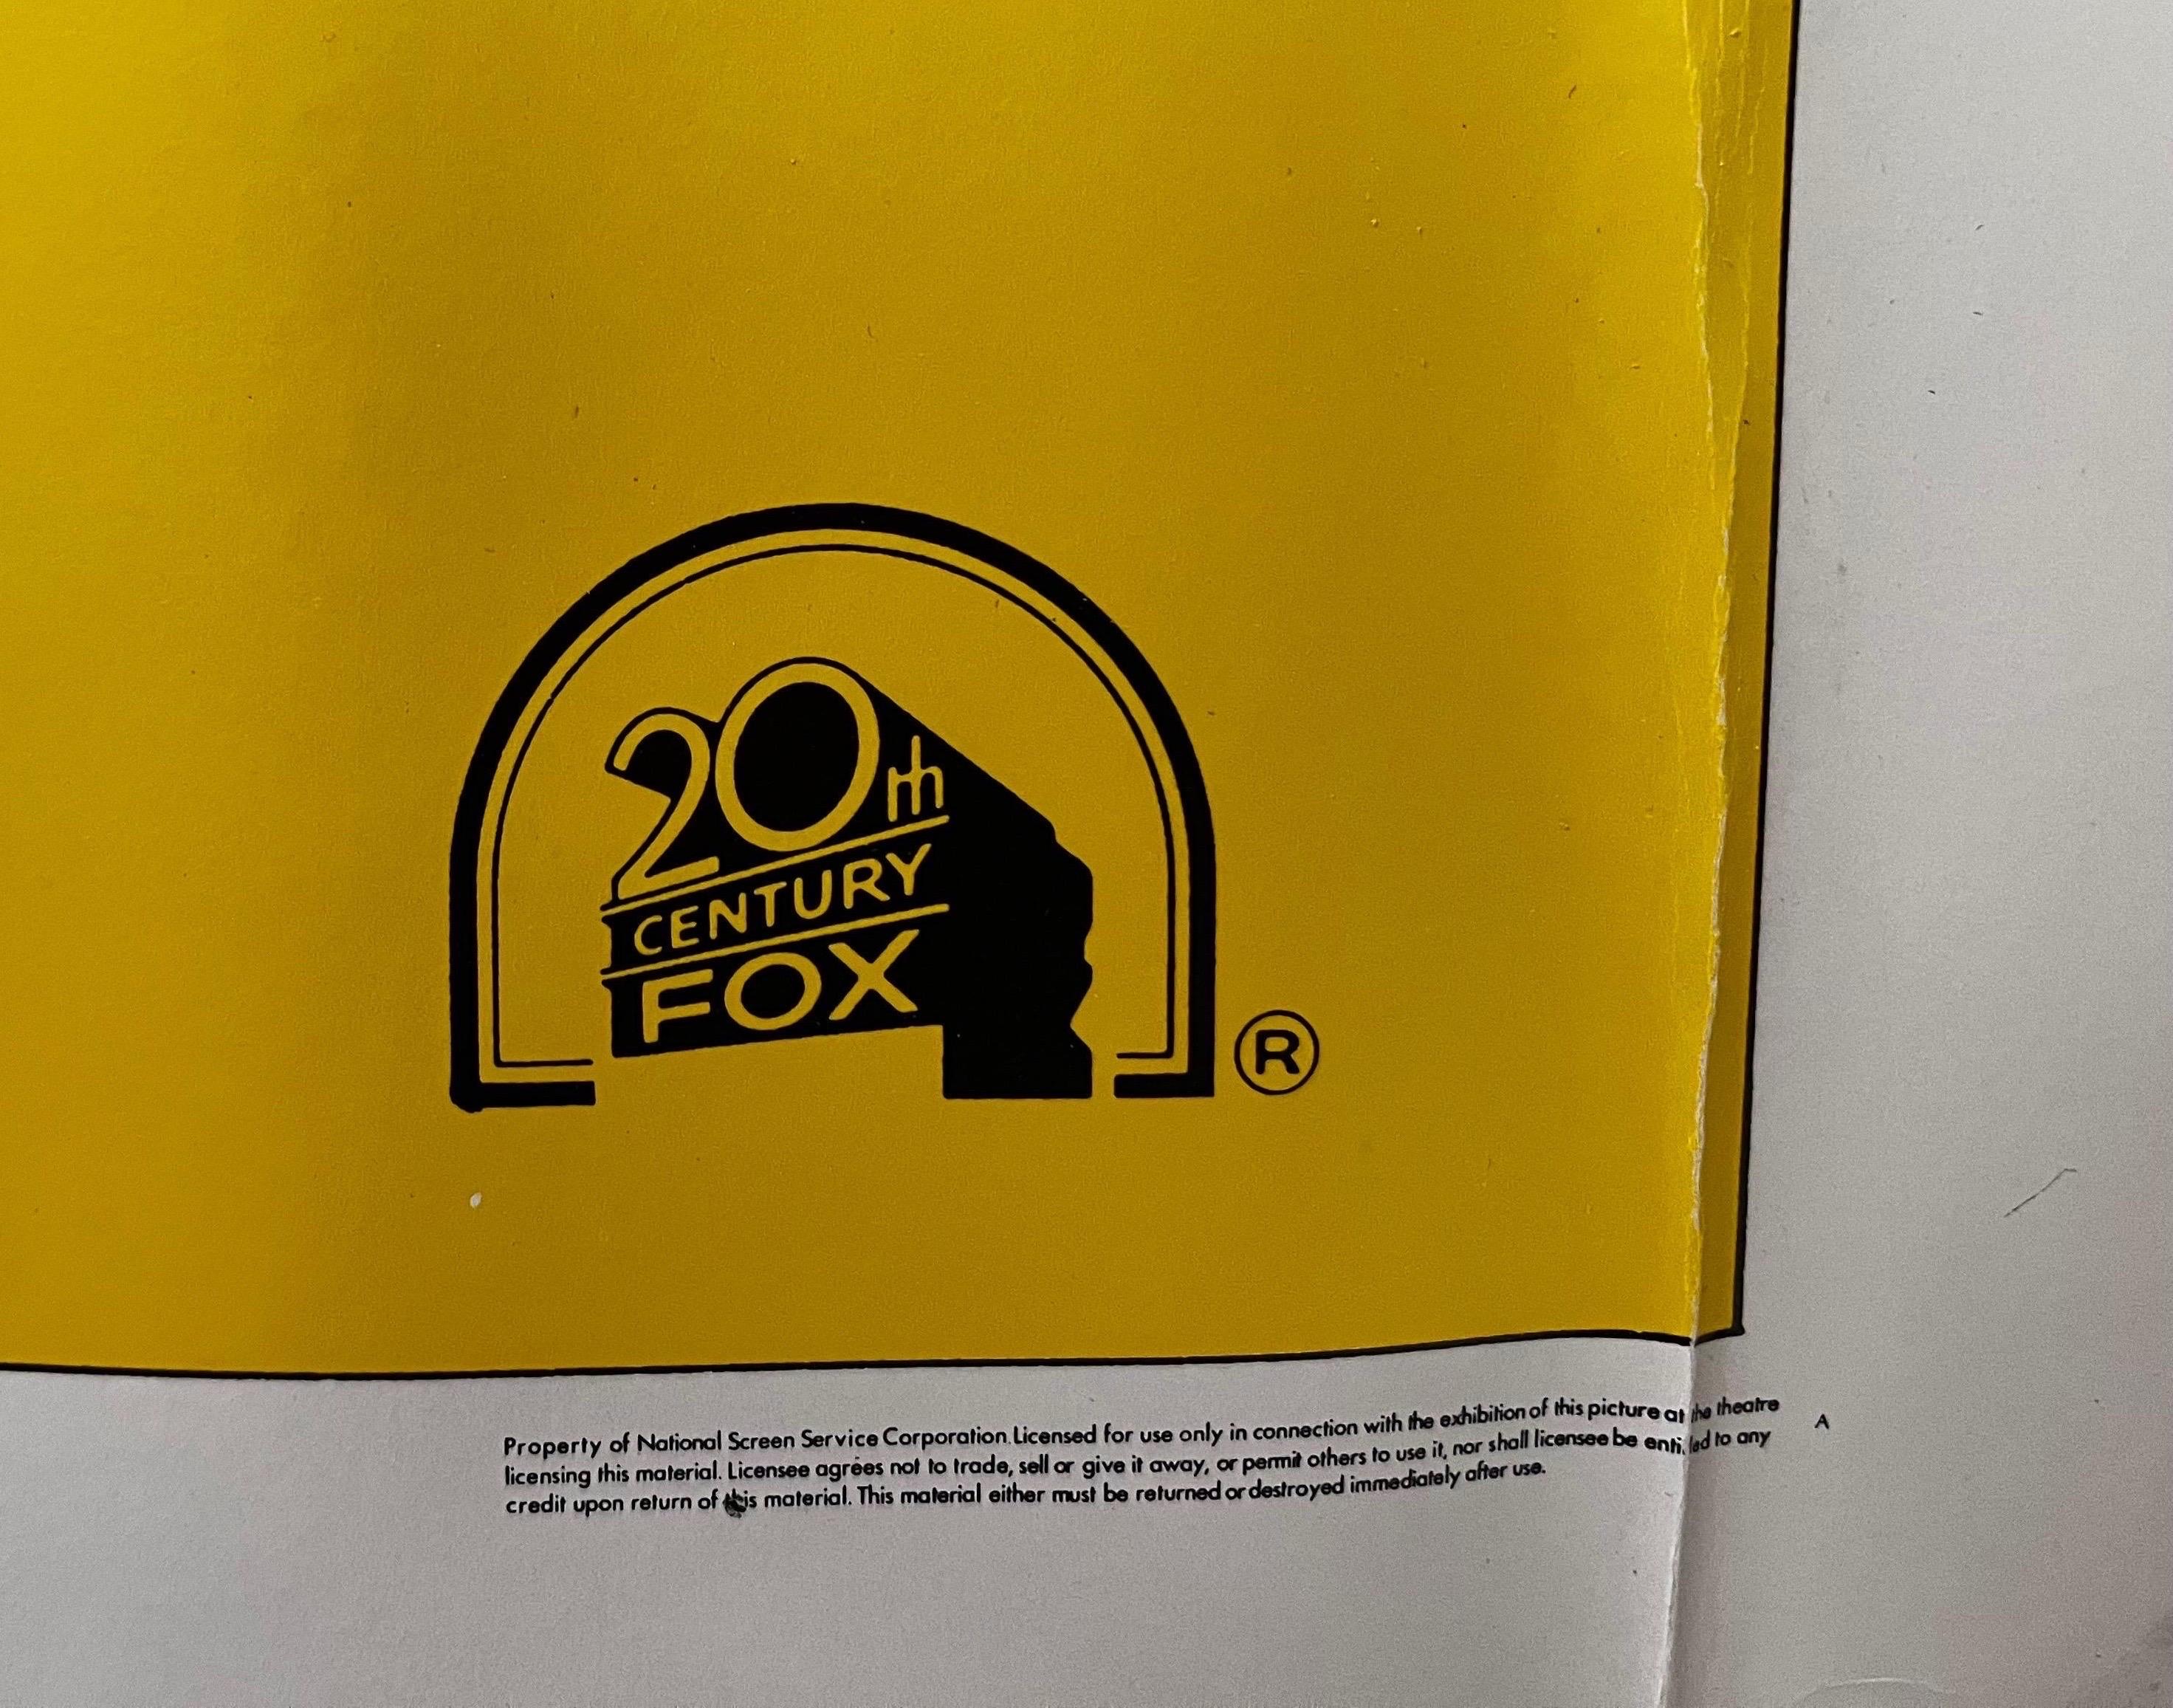 20th
CENTURY
FOX
®
Property of National Screen Service Corporation. Licensed for use only in connection with the exhibition of this picture at the theatre
A
licensing this material. Licensee agrees not to trade, sell or give it away, or permit others to use it, nor shall licensee be entitled to any
credit upon return of this material. This material either must be returned or destroyed immediately after use.